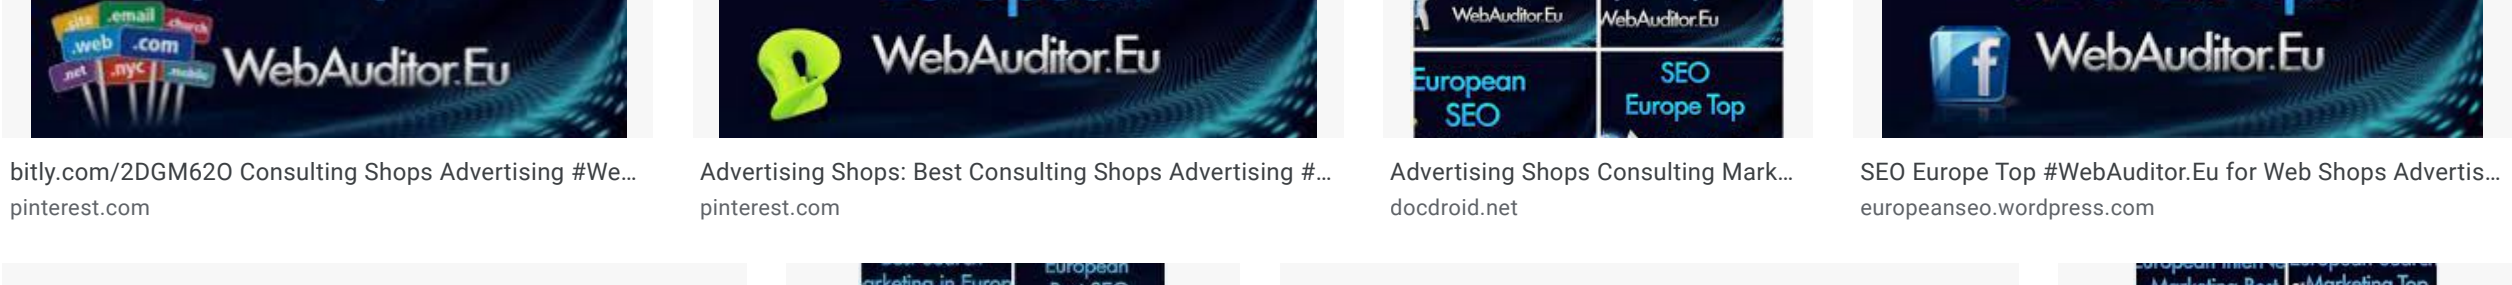 .site .email .church
.web .com
.net .nyc .mobile
WebAuditor.Eu
WebAuditor.Eu
WebAuditor.Eu WebAuditor.Eu
European
SEO
SEO
Europe Top
f
WebAuditor.Eu
bitly.com/2DGM62O Consulting Shops Advertising #We...
pinterest.com
Advertising Shops: Best Consulting Shops Advertising #...
pinterest.com
Advertising Shops Consulting Mark...
docdroid.net
SEO Europe Top #WebAuditor.Eu for Web Shops Advertis...
europeanseo.wordpress.com
European
Marketing Top